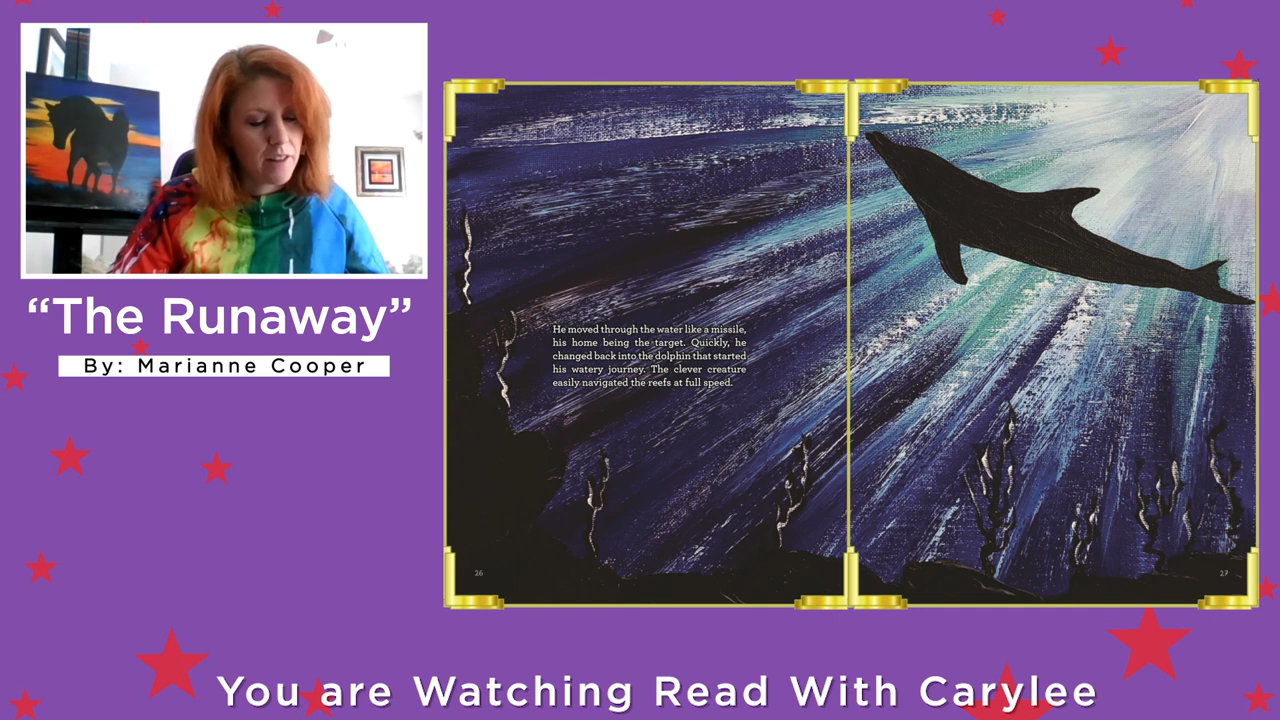 “The Runaway”
By: Marianne Cooper
He moved through the water like a missile,
his home being the target. Quickly, he
changed back into the dolphin that started
his watery journey. The clever creature
easily navigated the reefs at full speed.
26
27
You are Watching Read With Carylee